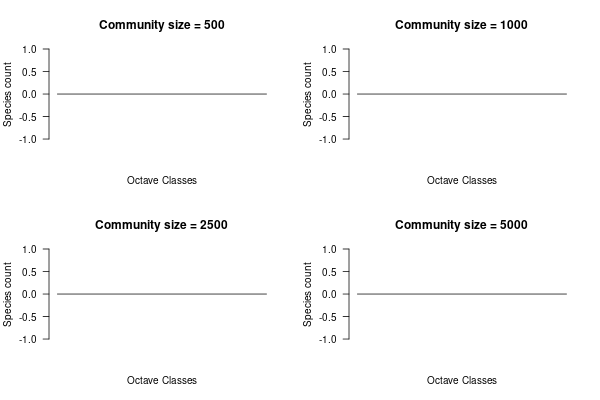 Community size = 500
1.0
0.5
0.0
-0.5
-1.0
Species count
Octave Classes
Community size = 1000
1.0
0.5
0.0
-0.5
-1.0
Species count
Octave Classes
Community size = 2500
1.0
0.5
0.0
-0.5
-1.0
Species count
Octave Classes
Community size = 5000
1.0
0.5
0.0
-0.5
-1.0
Species count
Octave Classes